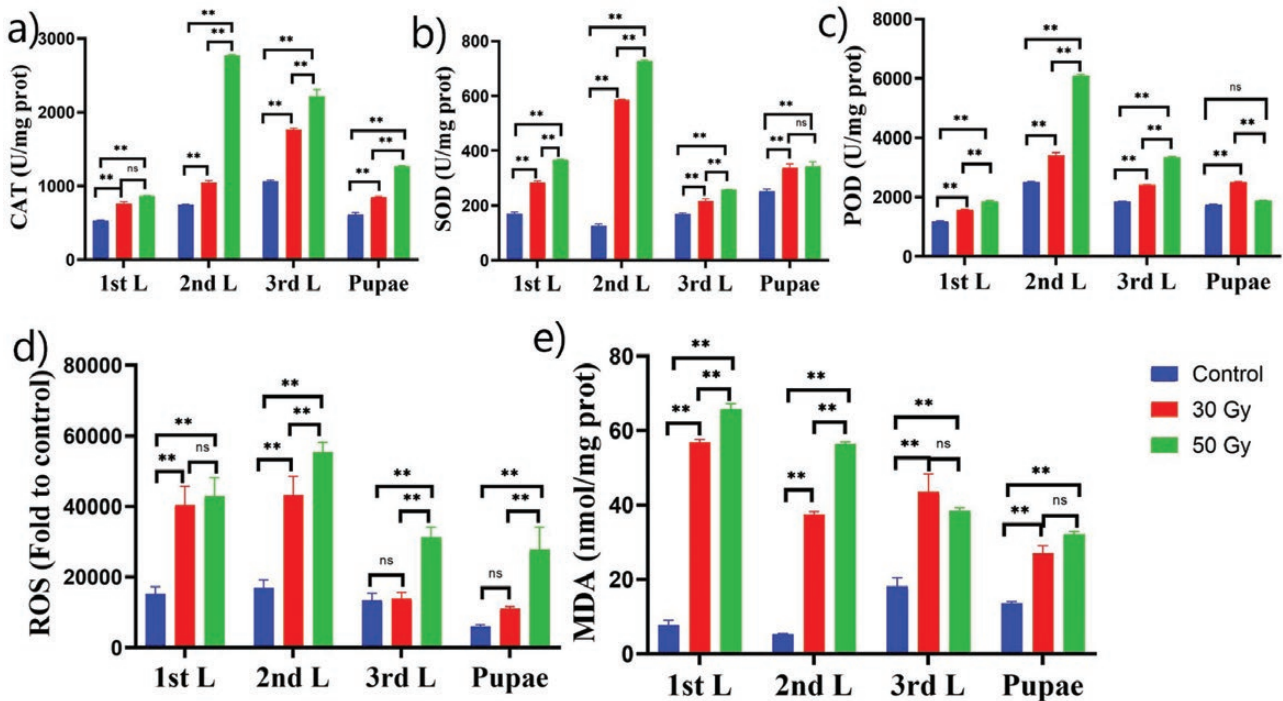 a)
CAT (U/mg prot)
3000
2000
1000
0
** ** ** **
** ** ** **
** ns ** **
** ** ** **
1st L 2nd L 3rd L Pupae
b)
SOD (U/mg prot)
800
600
400
200
0
** ** ** **
** ** ** **
** ** ** ns
1st L 2nd L 3rd L Pupae
c)
POD (U/mg prot)
8000
6000
4000
2000
0
** ** ** ns
** ** ** **
** ** ** **
1st L 2nd L 3rd L Pupae
d)
ROS (Fold to control)
80000
60000
40000
20000
0
** ** ** **
** ns ** ** ns ** ns **
1st L 2nd L 3rd L Pupae
e)
MDA (nmol/mg prot)
80
60
40
20
0
** ** ** **
** ** ** ** ** ns ** ns
1st L 2nd L 3rd L Pupae
Control
30 Gy
50 Gy